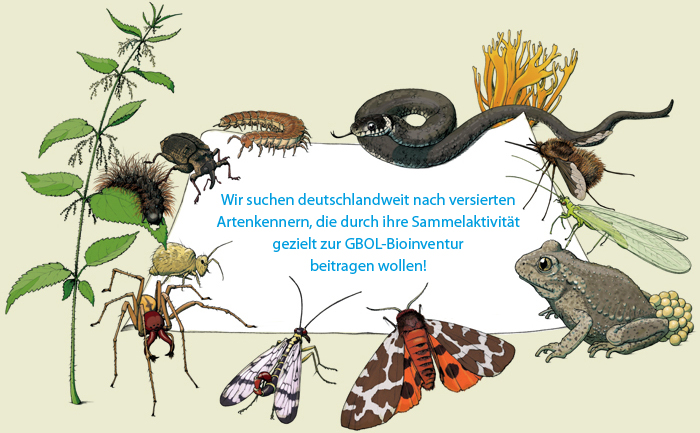 Wir suchen deutschlandweit nach versierten
Artenkennern, die durch ihre Sammelaktivität
gezielt zur GBOL-Bioinventur
beitragen wollen!